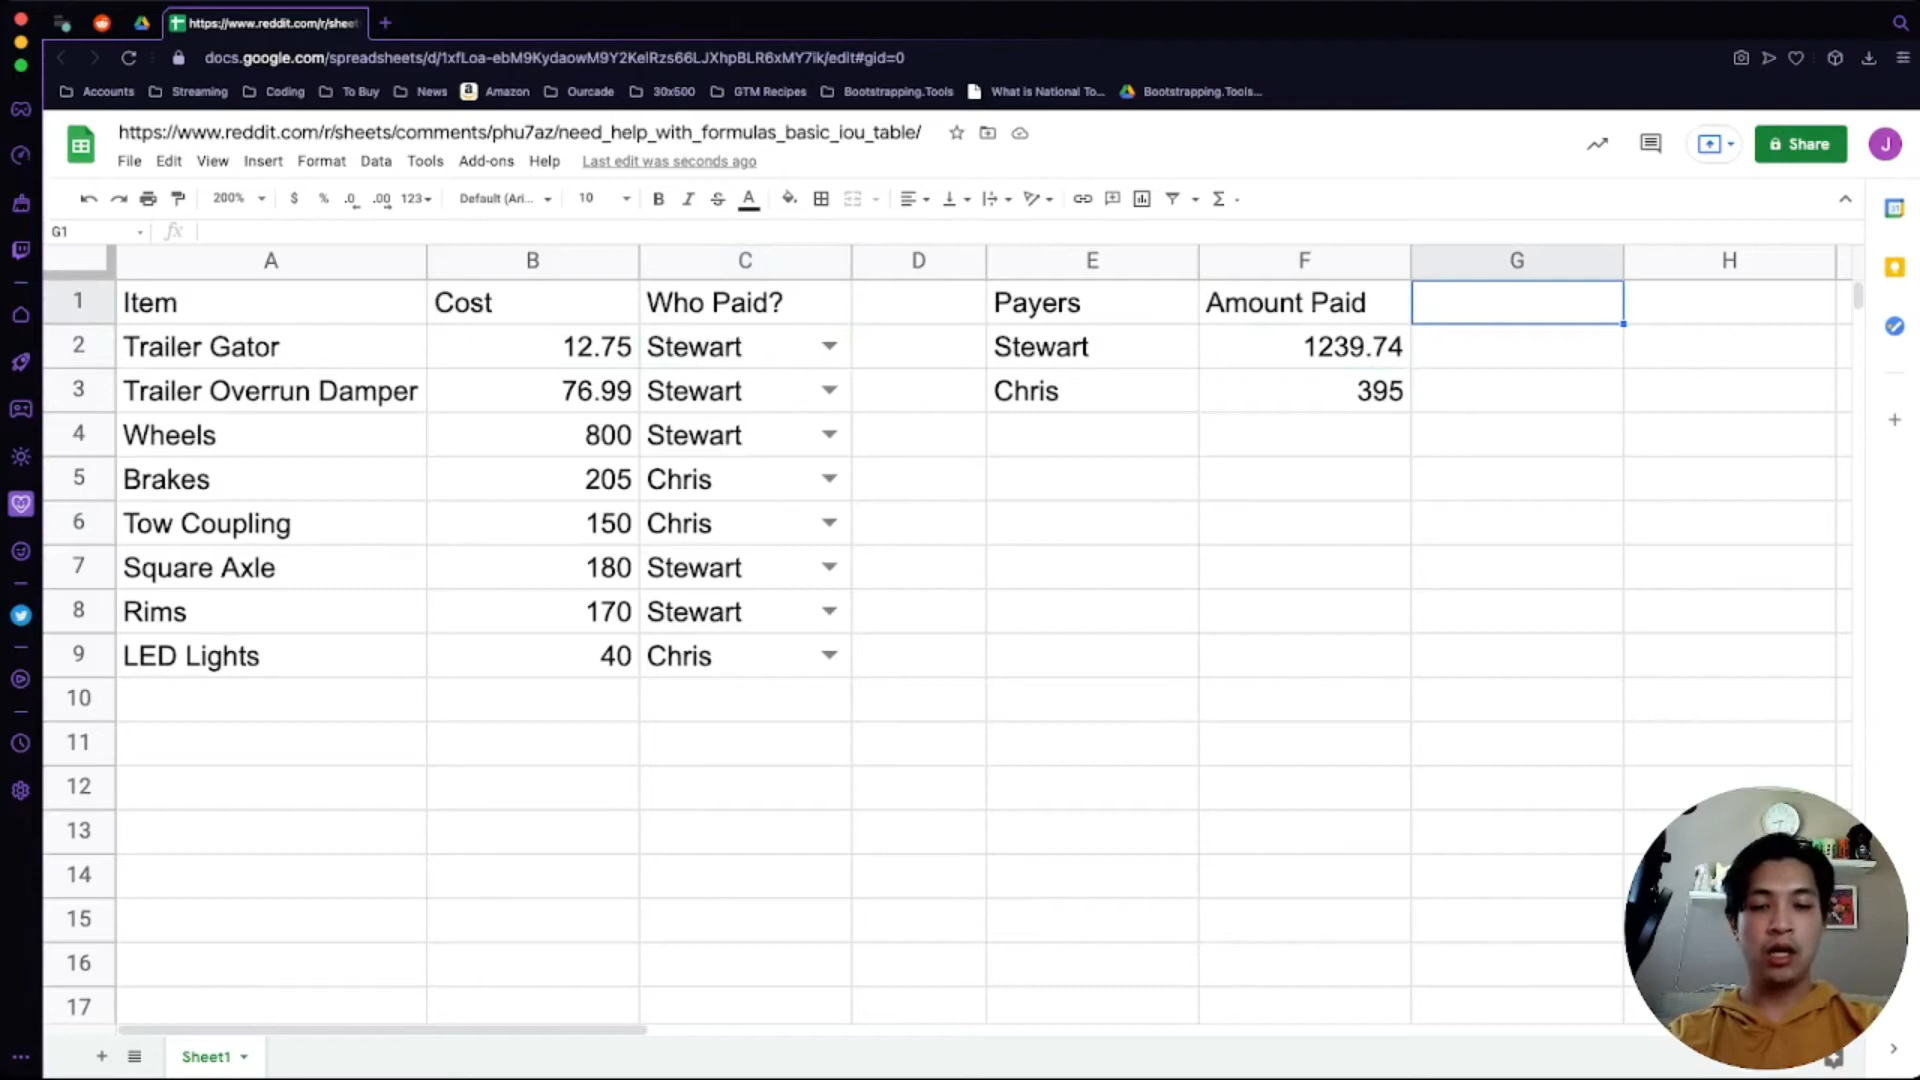 https://www.reddit.com/r/shee
docs.google.com/spreadsheets/d/1xfLoa-ebM9KydaowM9Y2KelRzs66LJXhpBLR6xMY7ik/edit#gid=0
Accounts Streaming Coding To Buy News Amazon Ourcade 30x500 GTM Recipes Bootstrapping.Tools What is National To... Bootstrapping.Tools...
https://www.reddit.com/r/sheets/comments/phu7az/need_help_with_formulas_basic_iou_table/
File Edit View Insert Format Data Tools Add-ons Help Last edit was seconds ago
Share
J
200% $ % .0 .00 123 Default (Ari... 10 B I S A Σ
G1 fx
A B C D E F G H
1 Item Cost Who Paid? Payers Amount Paid
2 Trailer Gator 12.75 Stewart Stewart 1239.74
3 Trailer Overrun Damper 76.99 Stewart Chris 395
4 Wheels 800 Stewart
5 Brakes 205 Chris
6 Tow Coupling 150 Chris
7 Square Axle 180 Stewart
8 Rims 170 Stewart
9 LED Lights 40 Chris
10
11
12
13
14
15
16
17
Sheet1